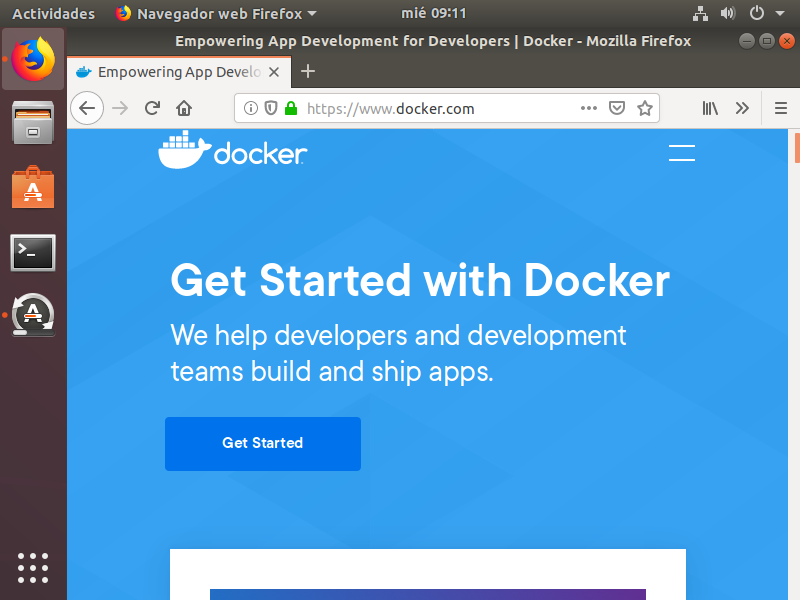 Actividades
Navegador web Firefox
mié 09:11
Empowering App Development for Developers | Docker - Mozilla Firefox
Empowering App Develo
https://www.docker.com
docker
Get Started with Docker
We help developers and development
teams build and ship apps.
Get Started